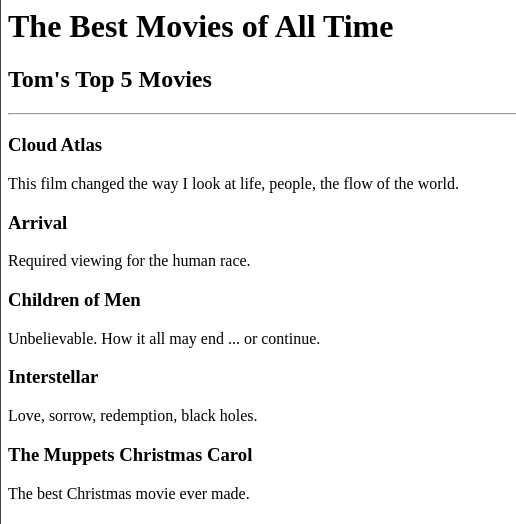 The Best Movies of All Time
Tom's Top 5 Movies
Cloud Atlas
This film changed the way I look at life, people, the flow of the world.
Arrival
Required viewing for the human race.
Children of Men
Unbelievable. How it all may end ... or continue.
Interstellar
Love, sorrow, redemption, black holes.
The Muppets Christmas Carol
The best Christmas movie ever made.